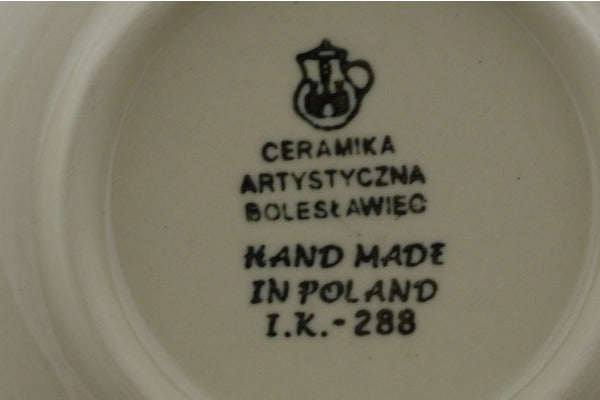 CERAMIKA
ARTYSTYCZNA
BOLESŁAWIEC
HAND MADE
IN POLAND
I.K.-288